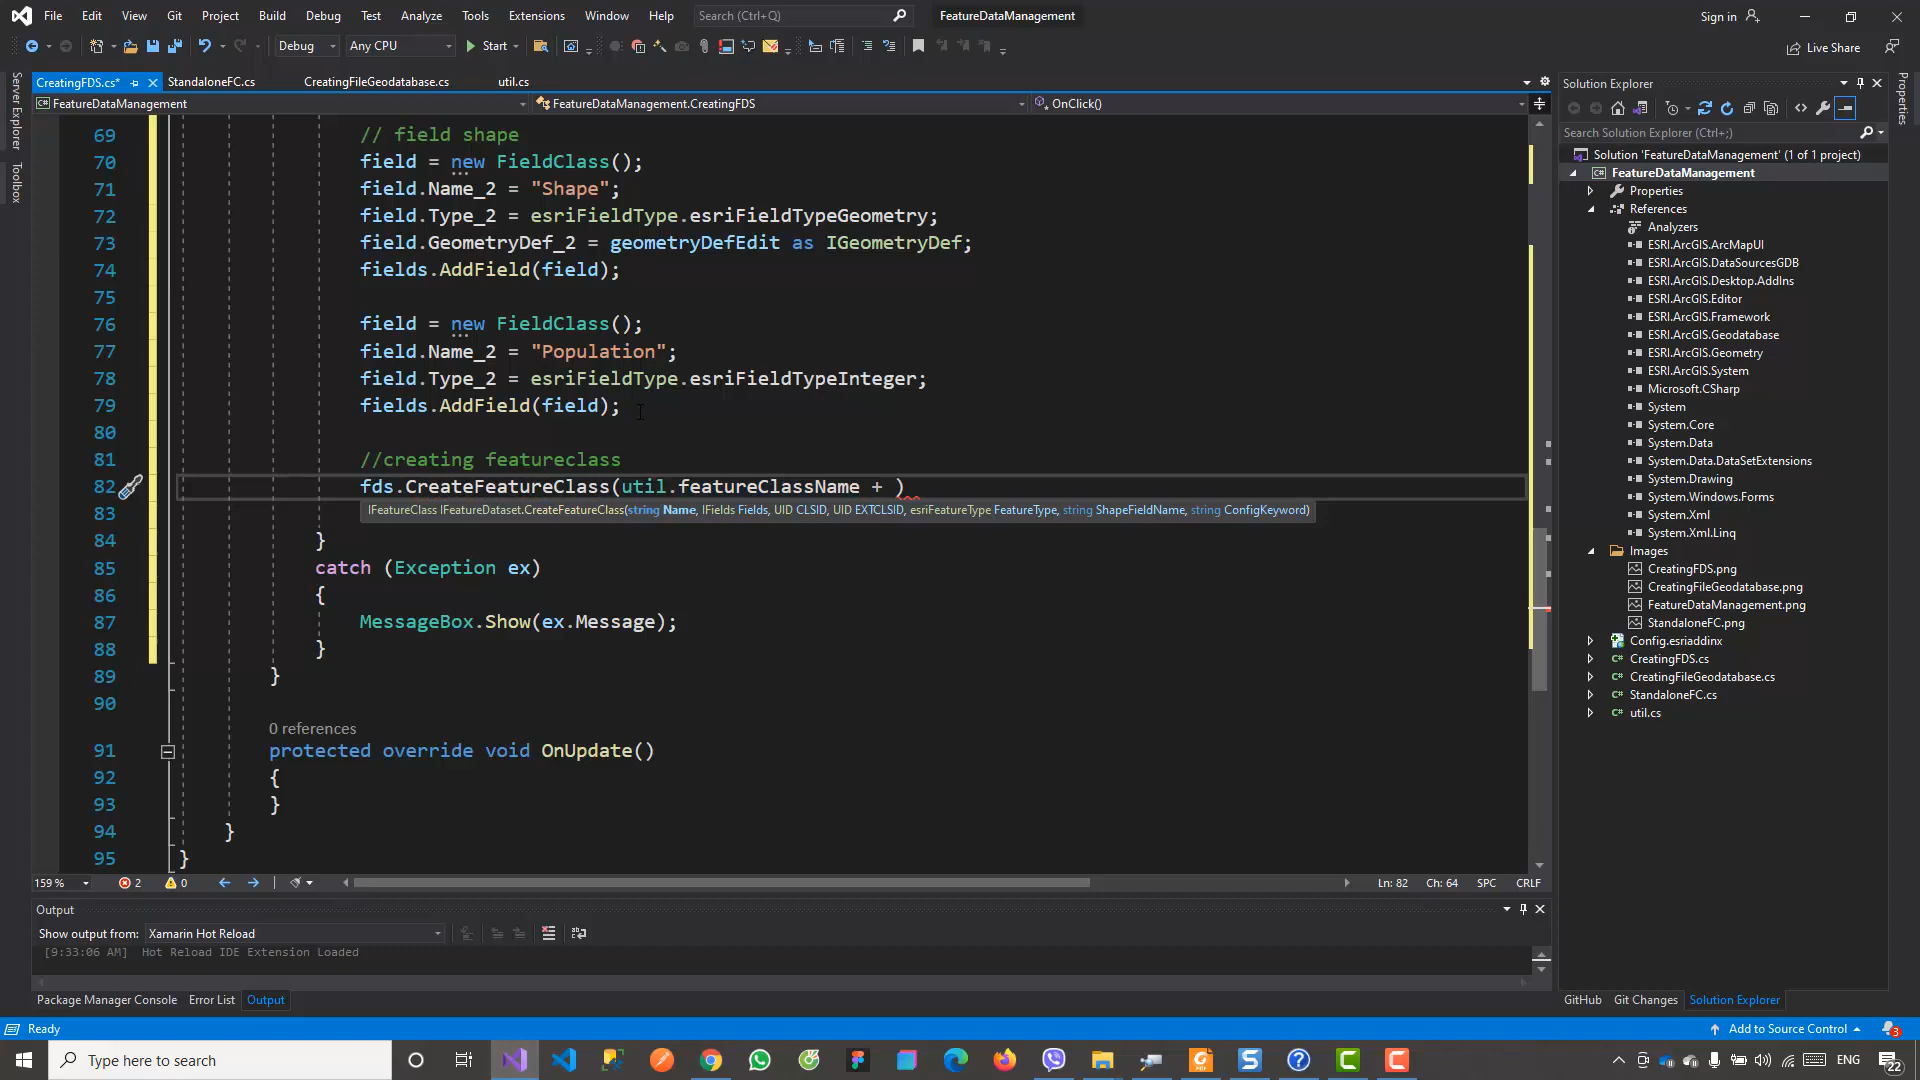 File Edit View Git Project Build Debug Test Analyze Tools Extensions Window Help Search (Ctrl+Q) FeatureDataManagement Sign in
Debug Any CPU Start Live Share
CreatingFDS.cs* StandaloneFC.cs CreatingFileGeodatabase.cs util.cs
FeatureDataManagement FeatureDataManagement.CreatingFDS OnClick()
Server Explorer
Toolbox
69 // field shape
70 field = new FieldClass();
71 field.Name_2 = "Shape";
72 field.Type_2 = esriFieldType.esriFieldTypeGeometry;
73 field.GeometryDef_2 = geometryDefEdit as IGeometryDef;
74 fields.AddField(field);
75
76 field = new FieldClass();
77 field.Name_2 = "Population";
78 field.Type_2 = esriFieldType.esriFieldTypeInteger;
79 fields.AddField(field);
80
81 //creating featureclass
82 fds.CreateFeatureClass(util.featureClassName + )
83 IFeatureClass IFeatureDataset.CreateFeatureClass(string Name, IFields Fields, UID CLSID, UID EXTCLSID, esriFeatureType FeatureType, string ShapeFieldName, string ConfigKeyword)
84 }
85 catch (Exception ex)
86 {
87 MessageBox.Show(ex.Message);
88 }
89 }
90
0 references
91 protected override void OnUpdate()
92 {
93 }
94 }
95 }
159 % 2 0 Ln: 82 Ch: 64 SPC CRLF
Output
Show output from: Xamarin Hot Reload
[9:33:06 AM] Hot Reload IDE Extension Loaded
Package Manager Console Error List Output
Solution Explorer
Search Solution Explorer (Ctrl+;)
Solution 'FeatureDataManagement' (1 of 1 project)
FeatureDataManagement
Properties
References
Analyzers
ESRI.ArcGIS.ArcMapUI
ESRI.ArcGIS.DataSourcesGDB
ESRI.ArcGIS.Desktop.AddIns
ESRI.ArcGIS.Editor
ESRI.ArcGIS.Framework
ESRI.ArcGIS.Geodatabase
ESRI.ArcGIS.Geometry
ESRI.ArcGIS.System
Microsoft.CSharp
System
System.Core
System.Data
System.Data.DataSetExtensions
System.Drawing
System.Windows.Forms
System.Xml
System.Xml.Linq
Images
CreatingFDS.png
CreatingFileGeodatabase.png
FeatureDataManagement.png
StandaloneFC.png
Config.esriaddinx
CreatingFDS.cs
CreatingFileGeodatabase.cs
StandaloneFC.cs
util.cs
GitHub Git Changes Solution Explorer
Properties
Ready Add to Source Control 3
Type here to search ENG 22